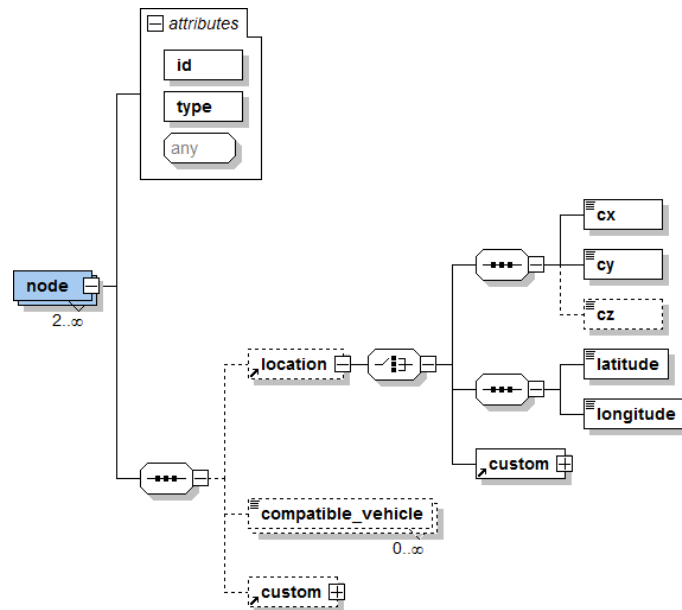 attributes
id
type
any
node
2..∞
cx
cy
cz
location
latitude
longitude
custom
compatible_vehicle
0..∞
custom